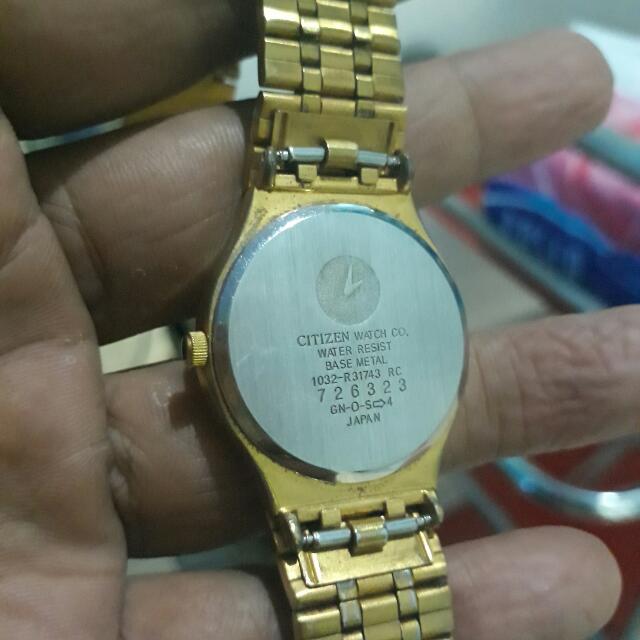 CITIZEN WATCH CO.
WATER RESIST
BASE METAL
1032-R31743 RC
726323
GN-0-S⇨4
JAPAN